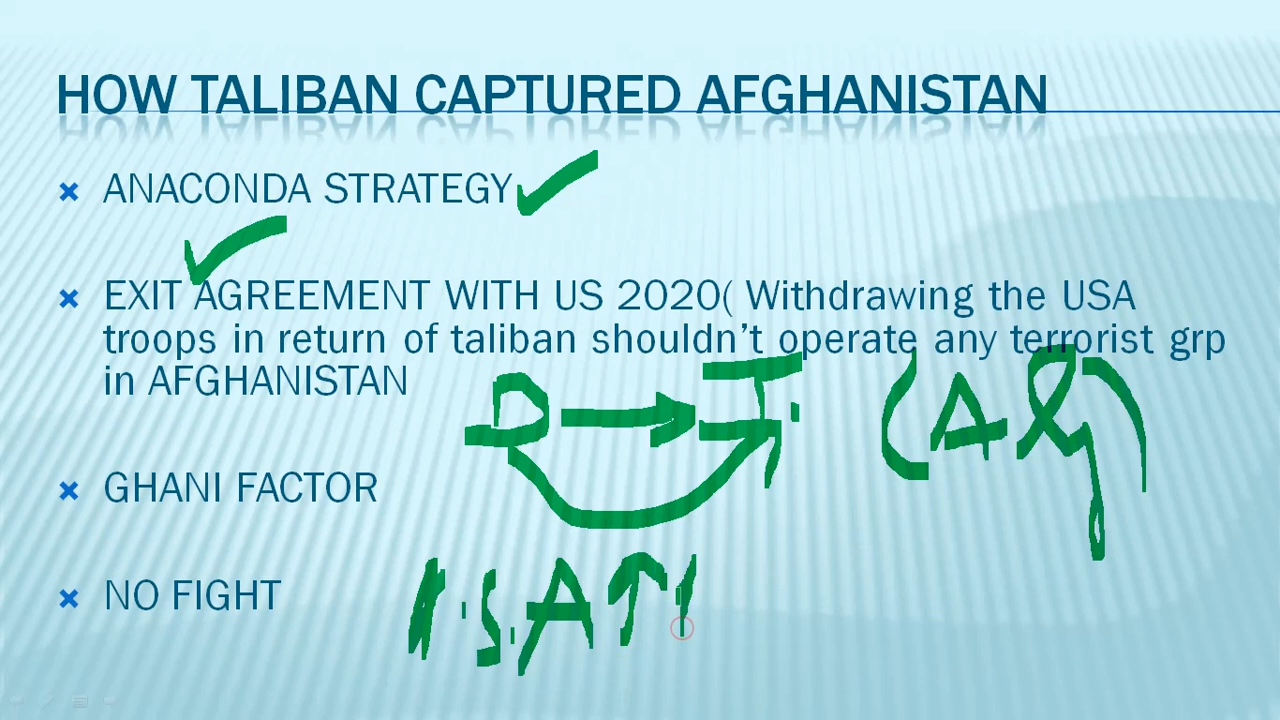 HOW TALIBAN CAPTURED AFGHANISTAN
ANACONDA STRATEGY
EXIT AGREEMENT WITH US 2020( Withdrawing the USA
troops in return of taliban shouldn't operate any terrorist grp
in AFGHANISTAN
GHANI FACTOR
NO FIGHT